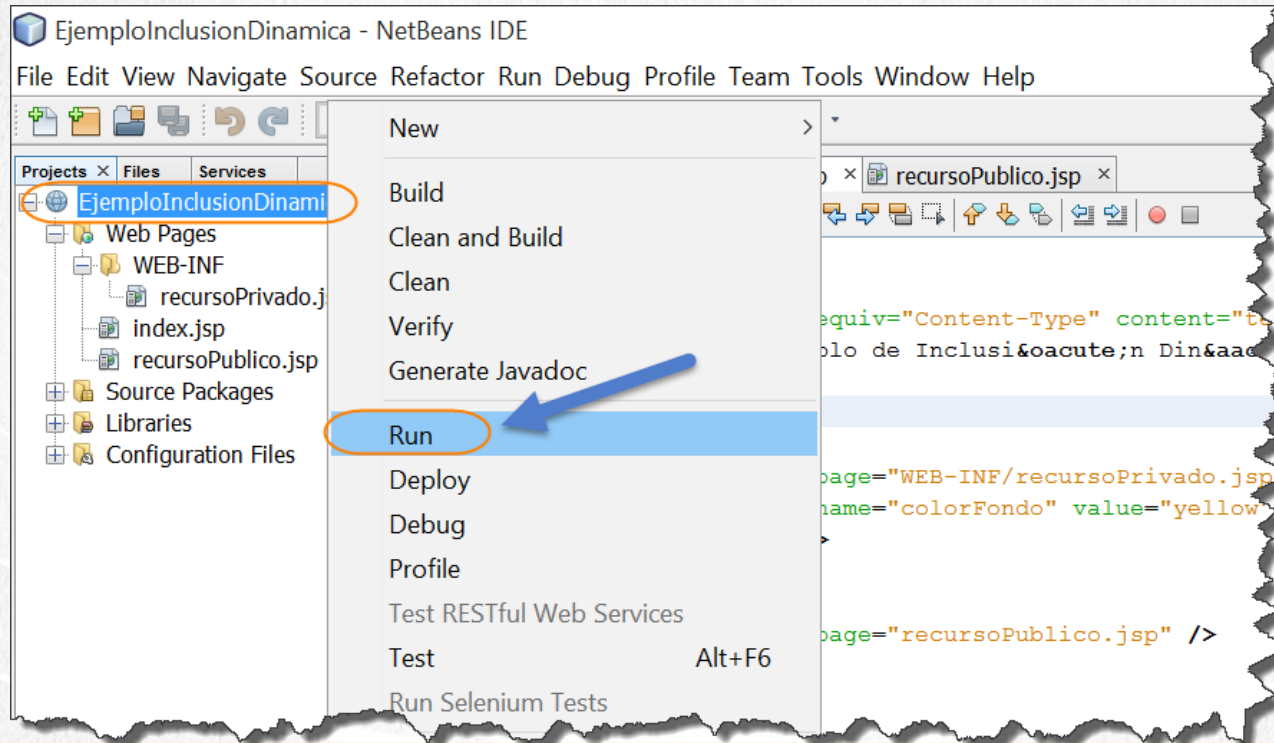 EjemploInclusionDinamica - NetBeans IDE
File Edit View Navigate Source Refactor Run Debug Profile Team Tools Window Help
Projects Files Services
EjemploInclusionDinami
Web Pages
WEB-INF
recursoPrivado.j
index.jsp
recursoPublico.jsp
Source Packages
Libraries
Configuration Files
New
Build
Clean and Build
Clean
Verify
Generate Javadoc
Run
Deploy
Debug
Profile
Test RESTful Web Services
Test Alt+F6
Run Selenium Tests
recursoPublico.jsp
equiv="Content-Type" content="te
plo de Inclusi&oacute;n Din&aac
page="WEB-INF/recursoPrivado.jsp
name="colorFondo" value="yellow
>
page="recursoPublico.jsp" />